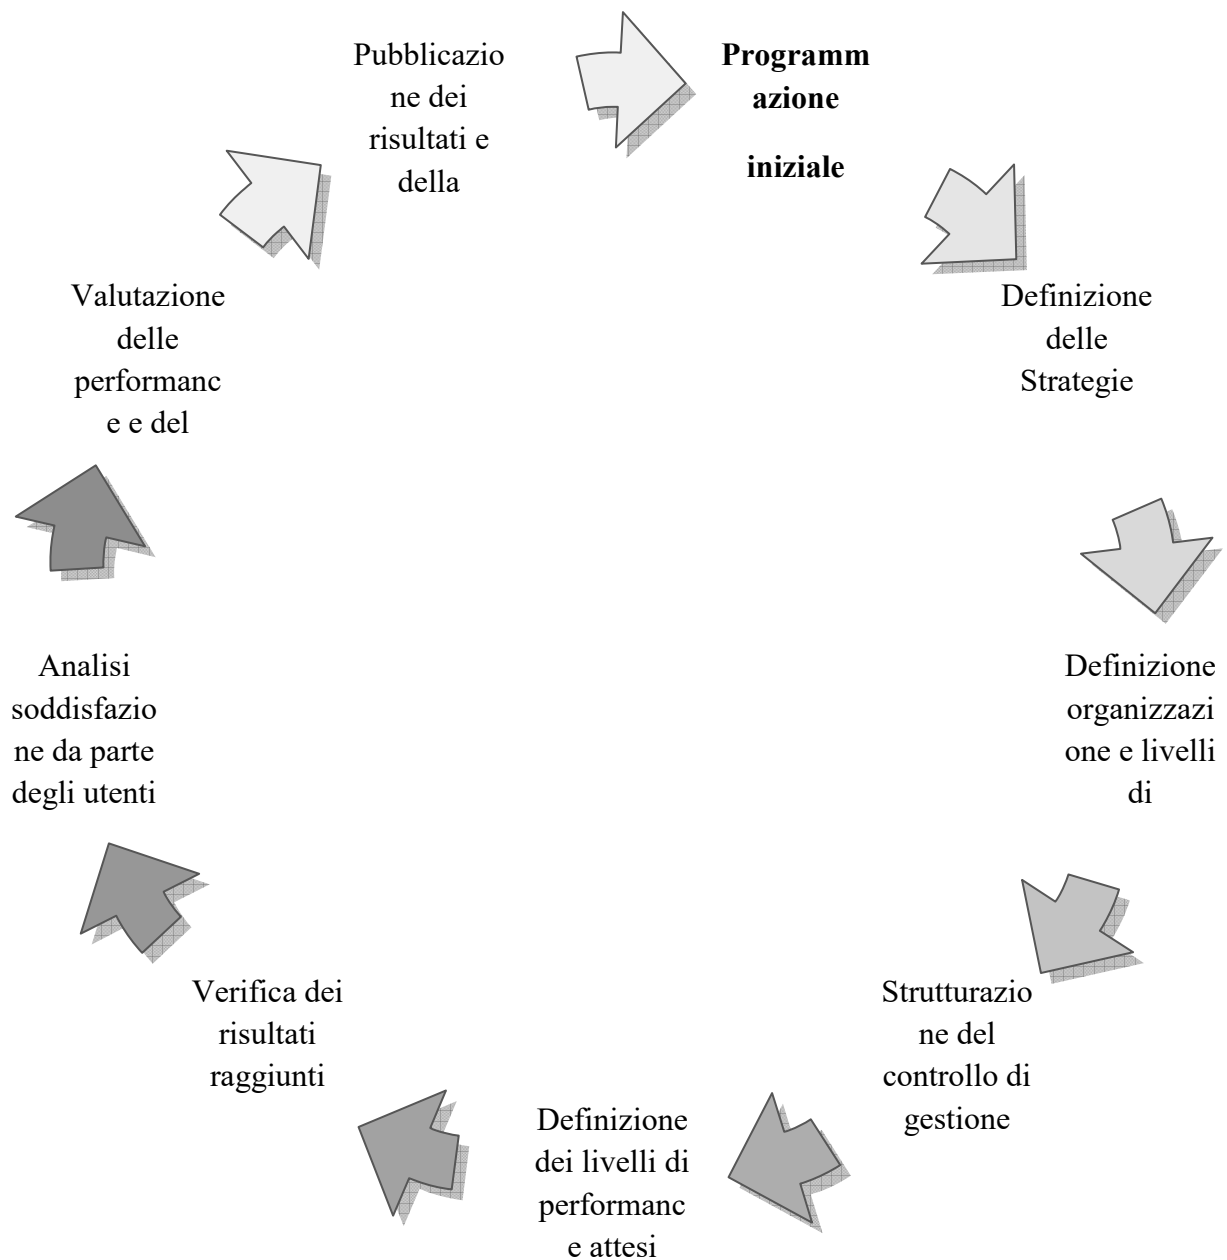 Pubblicazio
ne dei
risultati e
della
Programm
azione
iniziale
Definizione
delle
Strategie
Definizione
organizzazi
one e livelli
di
Strutturazio
ne del
controllo di
gestione
Definizione
dei livelli di
performanc
e attesi
Verifica dei
risultati
raggiunti
Analisi
soddisfazio
ne da parte
degli utenti
Valutazione
delle
performanc
e e del